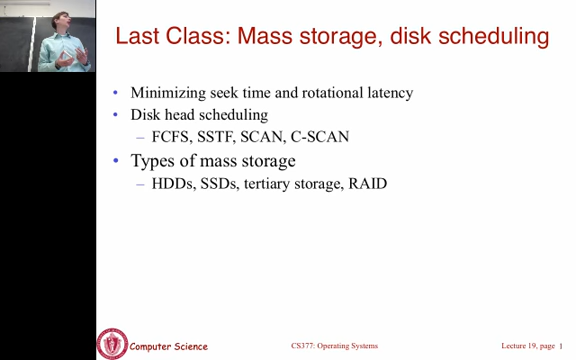 Last Class: Mass storage, disk scheduling
• Minimizing seek time and rotational latency
• Disk head scheduling
– FCFS, SSTF, SCAN, C-SCAN
• Types of mass storage
– HDDs, SSDs, tertiary storage, RAID
Computer Science
CS377: Operating Systems
Lecture 19, page 1